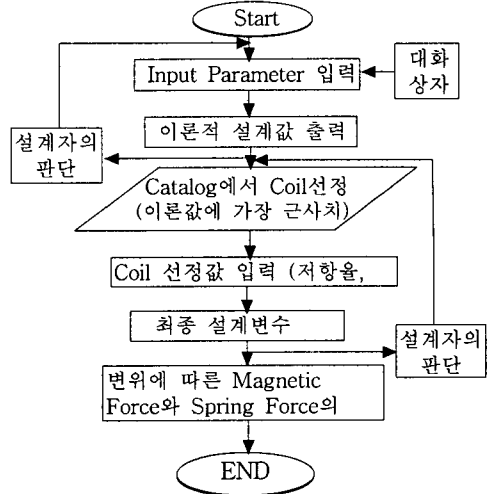 Start
Input Parameter 입력
대화
상자
이론적 설계값 출력
설계자의
판단
Catalog에서 Coil선정
(이론값에 가장 근사치)
Coil 선정값 입력 (저항율,
최종 설계변수
설계자의
판단
변위에 따른 Magnetic
Force와 Spring Force의
END